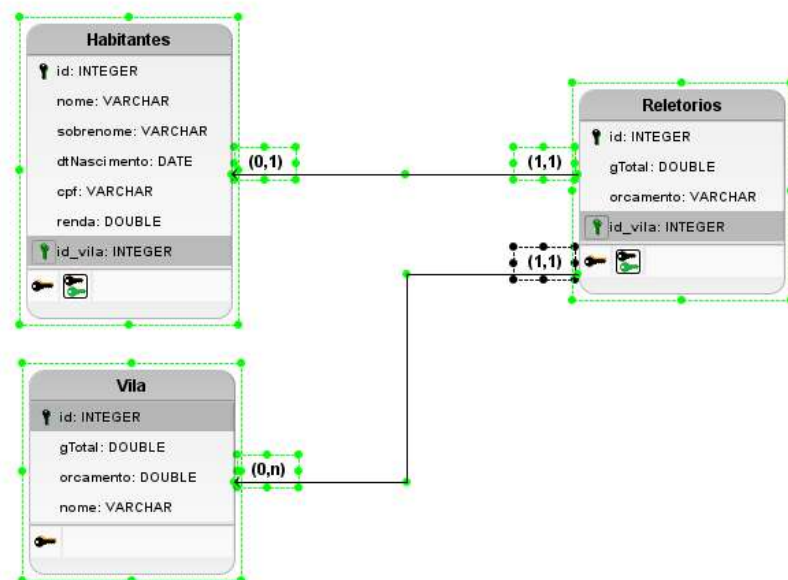 Habitantes
id: INTEGER
nome: VARCHAR
sobrenome: VARCHAR
dtNascimento: DATE
cpf: VARCHAR
renda: DOUBLE
id_vila: INTEGER
(0,1)
(1,1)
Reletorios
id: INTEGER
gTotal: DOUBLE
orcamento: VARCHAR
id_vila: INTEGER
(1,1)
Vila
id: INTEGER
gTotal: DOUBLE
orcamento: DOUBLE
nome: VARCHAR
(0,n)